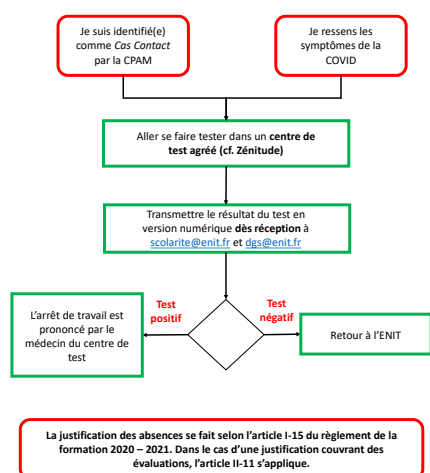 Je suis identifié(e)
comme Cas Contact
par la CPAM
Je ressens les
symptômes de la
COVID
Aller se faire tester dans un centre de
test agréé (cf. Zénitude)
Transmettre le résultat du test en
version numérique dès réception à
scolarite@enit.fr et dgs@enit.fr
Test
positif
Test
négatif
L'arrêt de travail est
prononcé par le
médecin du centre de
test
Retour à l'ENIT
La justification des absences se fait selon l'article I-15 du règlement de la
formation 2020 – 2021. Dans le cas d'une justification couvrant des
évaluations, l'article II-11 s'applique.